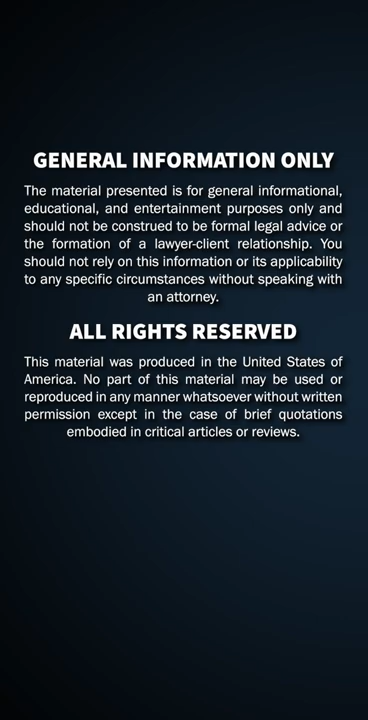 GENERAL INFORMATION ONLY
The material presented is for general informational,
educational, and entertainment purposes only and
should not be construed to be formal legal advice or
the formation of a lawyer-client relationship. You
should not rely on this information or its applicability
to any specific circumstances without speaking with
an attorney.
ALL RIGHTS RESERVED
This material was produced in the United States of
America. No part of this material may be used or
reproduced in any manner whatsoever without written
permission except in the case of brief quotations
embodied in critical articles or reviews.